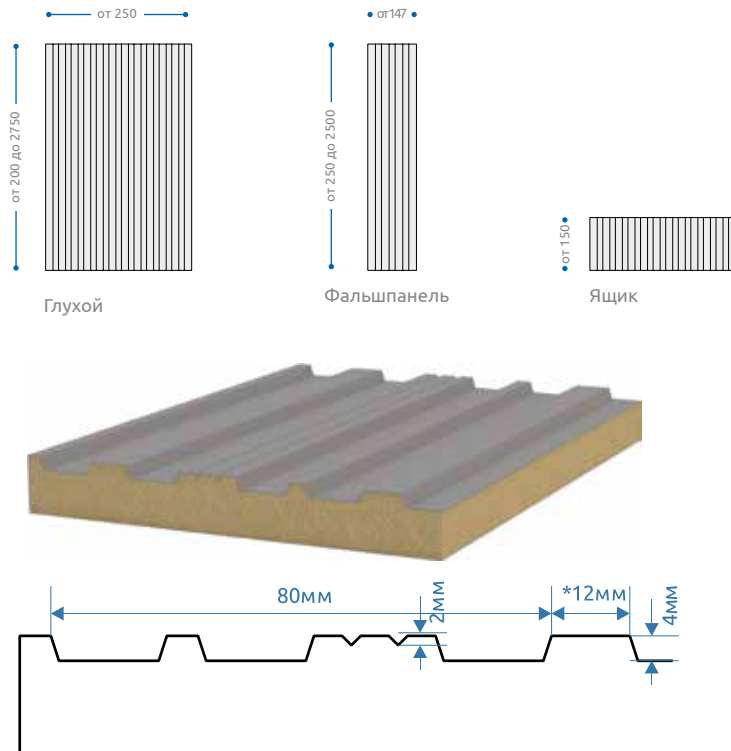 от 250
от147
от 200 до 2750
от 250 до 2500
от 150
Глухой
Фальшпанель
Ящик
80мм
2мм
*12мм
4мм